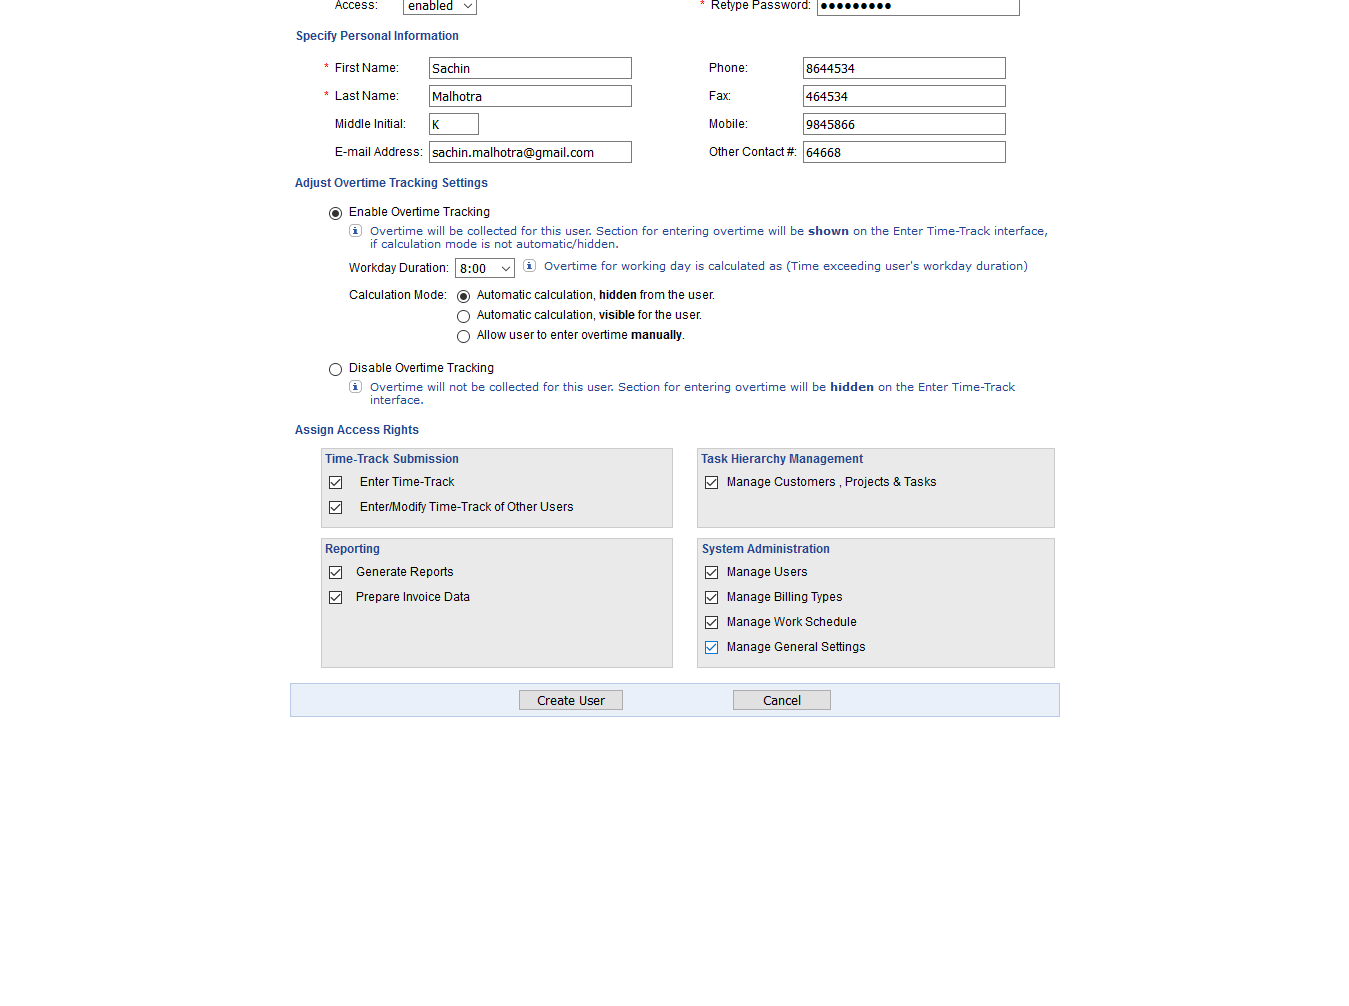 Access: enabled * Retype Password: ●●●●●●●●●
Specify Personal Information
* First Name: Sachin Phone: 8644534
* Last Name: Malhotra Fax: 464534
Middle Initial: K Mobile: 9845866
E-mail Address: sachin.malhotra@gmail.com Other Contact #: 64668
Adjust Overtime Tracking Settings
Enable Overtime Tracking
Overtime will be collected for this user. Section for entering overtime will be shown on the Enter Time-Track interface,
if calculation mode is not automatic/hidden.
Workday Duration: 8:00 Overtime for working day is calculated as (Time exceeding user's workday duration)
Calculation Mode: Automatic calculation, hidden from the user.
Automatic calculation, visible for the user.
Allow user to enter overtime manually.
Disable Overtime Tracking
Overtime will not be collected for this user. Section for entering overtime will be hidden on the Enter Time-Track
interface.
Assign Access Rights
Time-Track Submission
Enter Time-Track
Enter/Modify Time-Track of Other Users
Task Hierarchy Management
Manage Customers , Projects & Tasks
Reporting
Generate Reports
Prepare Invoice Data
System Administration
Manage Users
Manage Billing Types
Manage Work Schedule
Manage General Settings
Create User Cancel